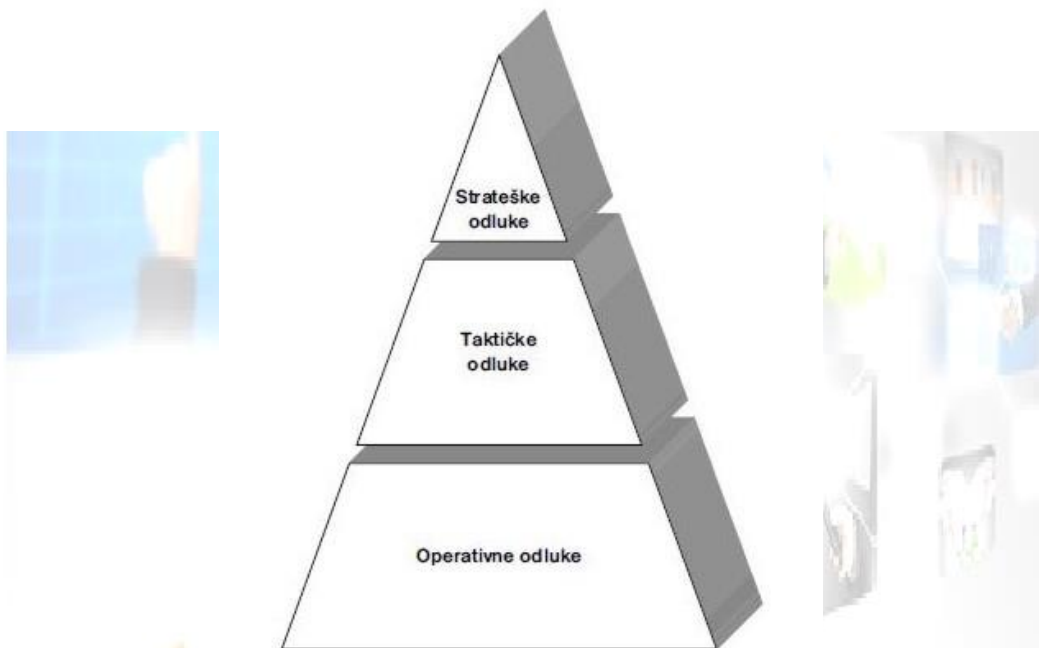 Strateške
odluke
Taktičke
odluke
Operativne odluke